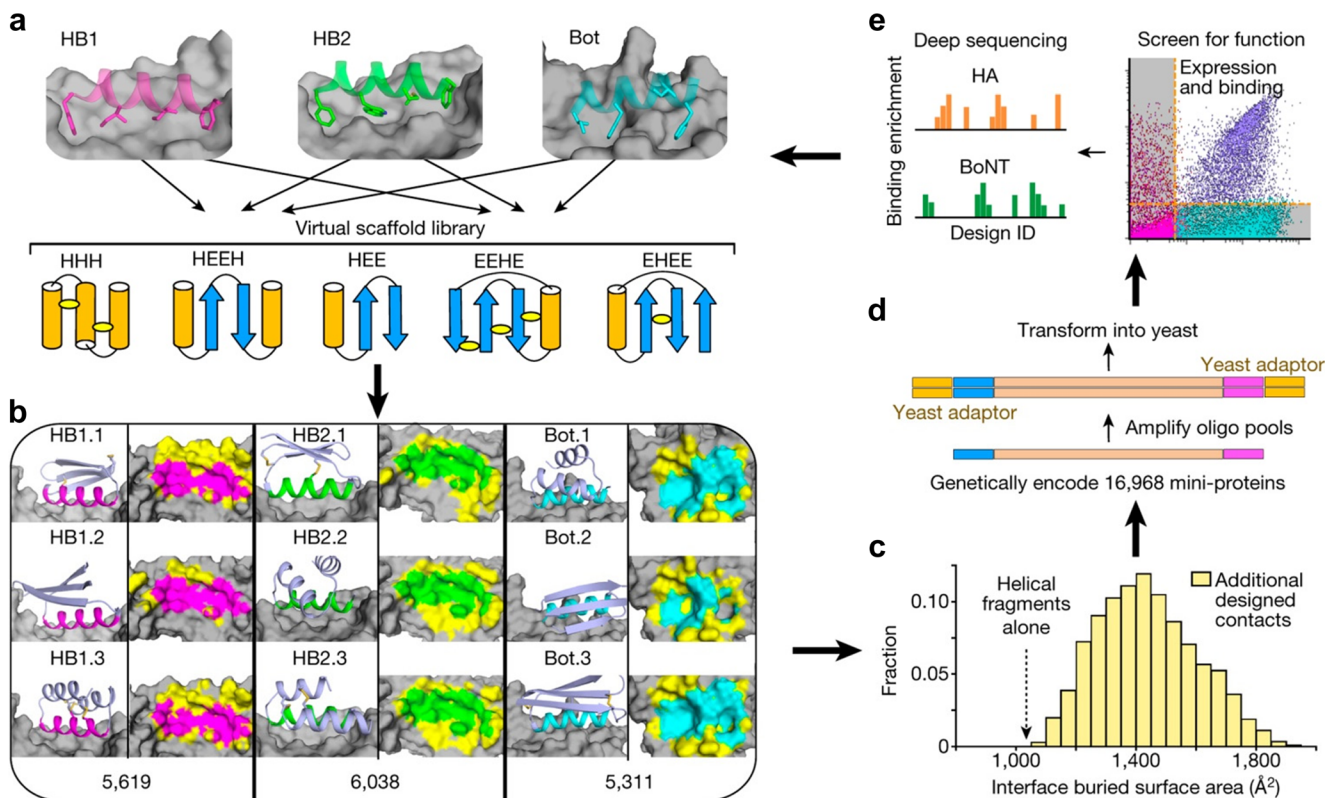 a
HB1
HB2
Bot
Virtual scaffold library
HHH
HEEH
HEE
EEHE
EHEE
b
HB1.1
HB2.1
Bot.1
HB1.2
HB2.2
Bot.2
HB1.3
HB2.3
Bot.3
5,619
6,038
5,311
e
Deep sequencing
HA
BoNT
Binding enrichment
Design ID
Screen for function
Expression
and binding
d
Transform into yeast
Yeast adaptor
Yeast adaptor
Amplify oligo pools
Genetically encode 16,968 mini-proteins
c
Helical
fragments
alone
Additional
designed
contacts
Fraction
0.10
0.05
0
1,000
1,400
1,800
Interface buried surface area (Å²)